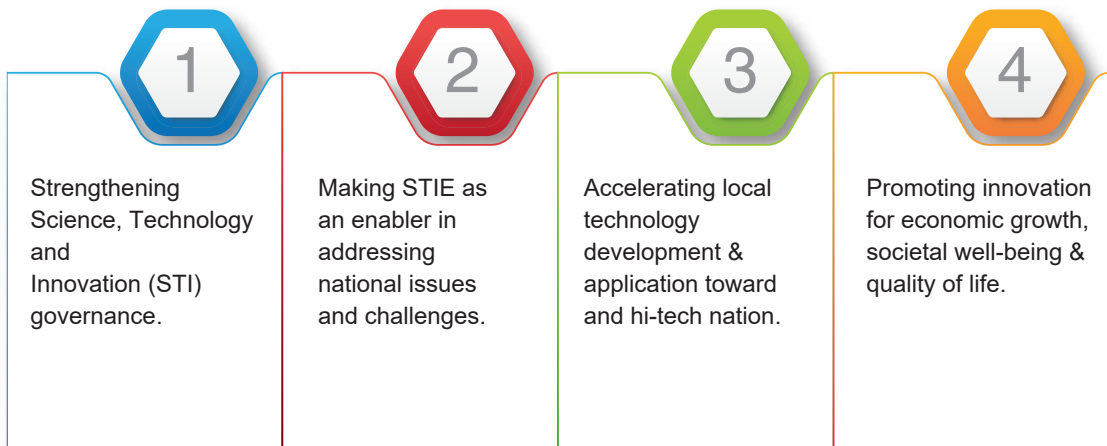 1
Strengthening
Science, Technology
and
Innovation (STI)
governance.
2
Making STIE as
an enabler in
addressing
national issues
and challenges.
3
Accelerating local
technology
development &
application toward
and hi-tech nation.
4
Promoting innovation
for economic growth,
societal well-being &
quality of life.